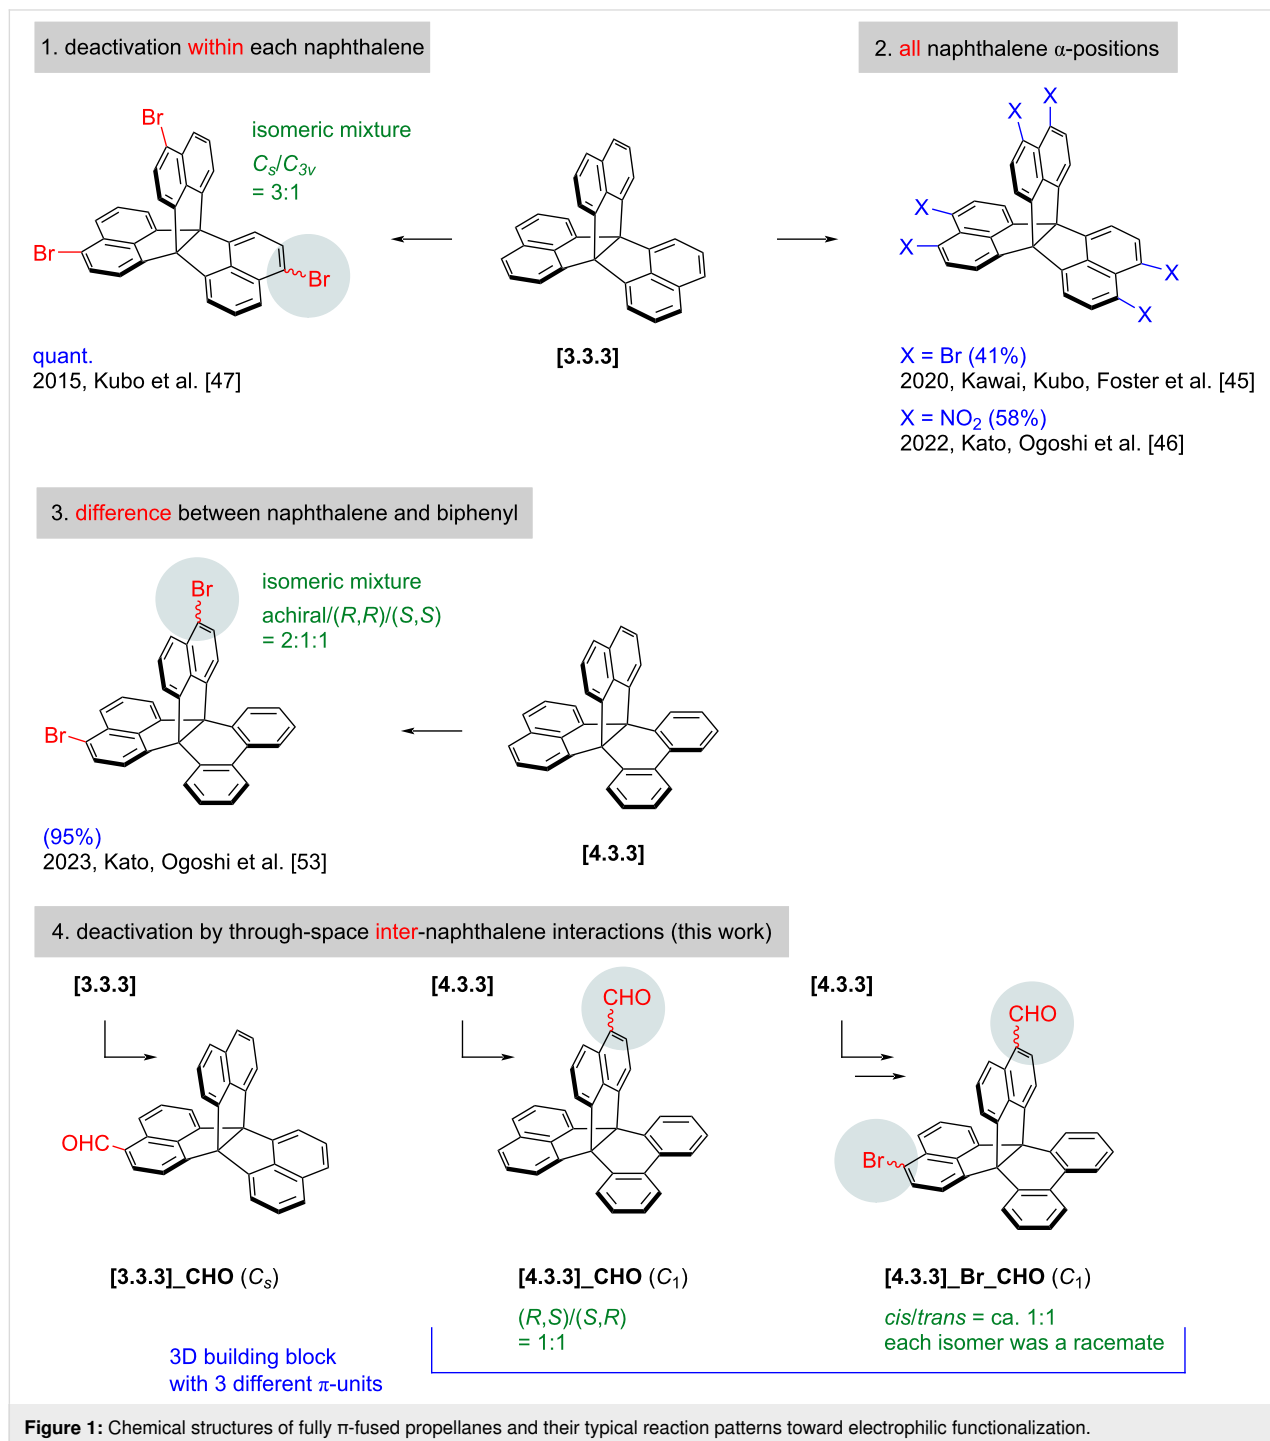 1. deactivation within each naphthalene
2. all naphthalene α-positions
Br
Br
Br
isomeric mixture
Cs/C3v
= 3:1
X
X
X
X
X
X
quant.
2015, Kubo et al. [47]
[3.3.3]
X = Br (41%)
2020, Kawai, Kubo, Foster et al. [45]
X = NO2 (58%)
2022, Kato, Ogoshi et al. [46]
3. difference between naphthalene and biphenyl
Br
Br
isomeric mixture
achiral/(R,R)/(S,S)
= 2:1:1
(95%)
2023, Kato, Ogoshi et al. [53]
[4.3.3]
4. deactivation by through-space inter-naphthalene interactions (this work)
[3.3.3]
[4.3.3]
[4.3.3]
OHC
CHO
CHO
Br
[3.3.3]_CHO (Cs)
[4.3.3]_CHO (C1)
(R,S)/(S,R)
= 1:1
[4.3.3]_Br_CHO (C1)
cis/trans = ca. 1:1
each isomer was a racemate
3D building block
with 3 different π-units
Figure 1: Chemical structures of fully π-fused propellanes and their typical reaction patterns toward electrophilic functionalization.